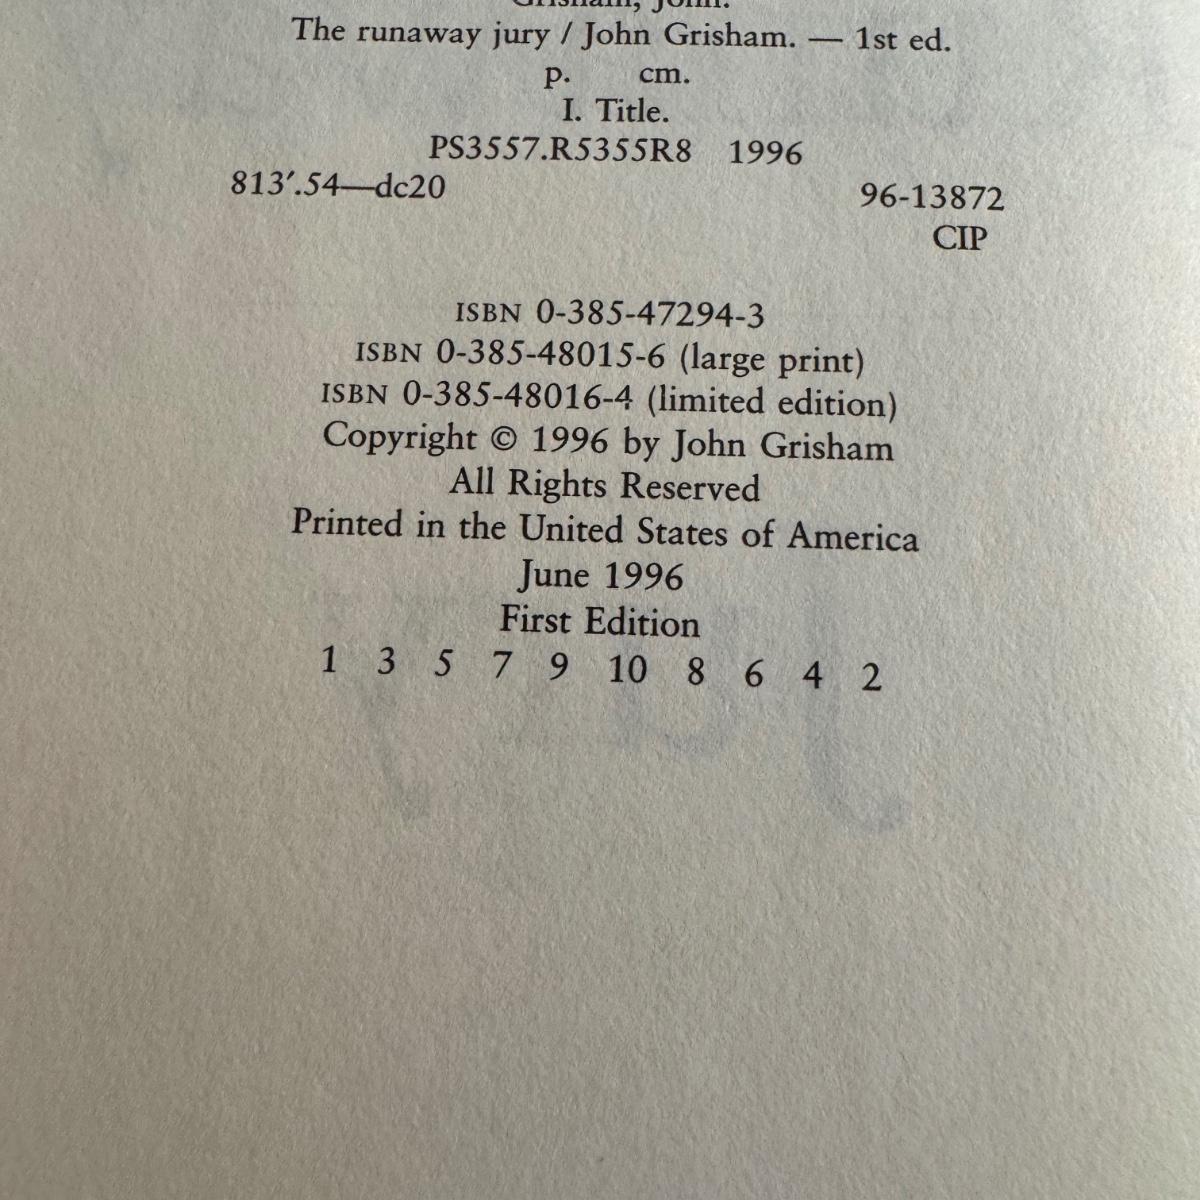 Grisham, John.
The runaway jury / John Grisham. — 1st ed.
p. cm.
I. Title.
PS3557.R5355R8 1996
813′.54—dc20 96-13872
CIP
ISBN 0-385-47294-3
ISBN 0-385-48015-6 (large print)
ISBN 0-385-48016-4 (limited edition)
Copyright © 1996 by John Grisham
All Rights Reserved
Printed in the United States of America
June 1996
First Edition
1 3 5 7 9 10 8 6 4 2